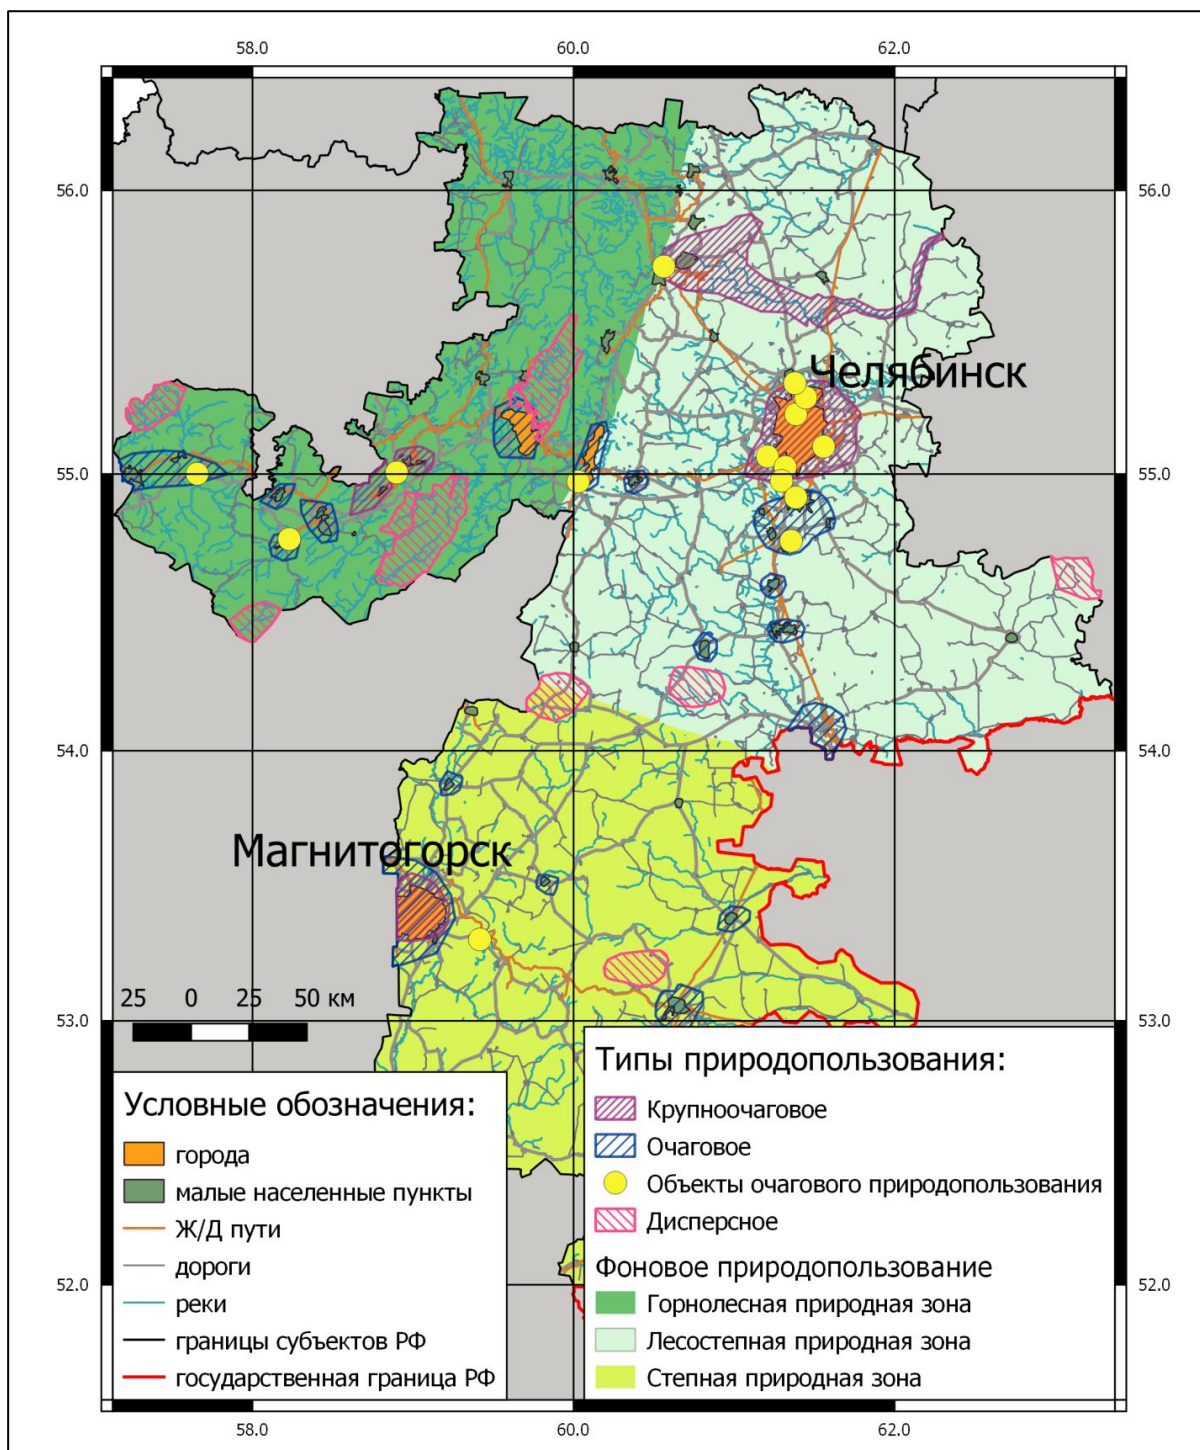 58.0 60.0 62.0
56.0 56.0
Челябинск
55.0 55.0
54.0 54.0
Магнитогорск
25 0 25 50 км
53.0 53.0
Типы природопользования:
Крупноочаговое
Очаговое
Объекты очагового природопользования
Дисперсное
Фоновое природопользование
Горнолесная природная зона
Лесостепная природная зона
Степная природная зона
Условные обозначения:
города
малые населенные пункты
Ж/Д пути
дороги
реки
границы субъектов РФ
государственная граница РФ
52.0 52.0
58.0 60.0 62.0